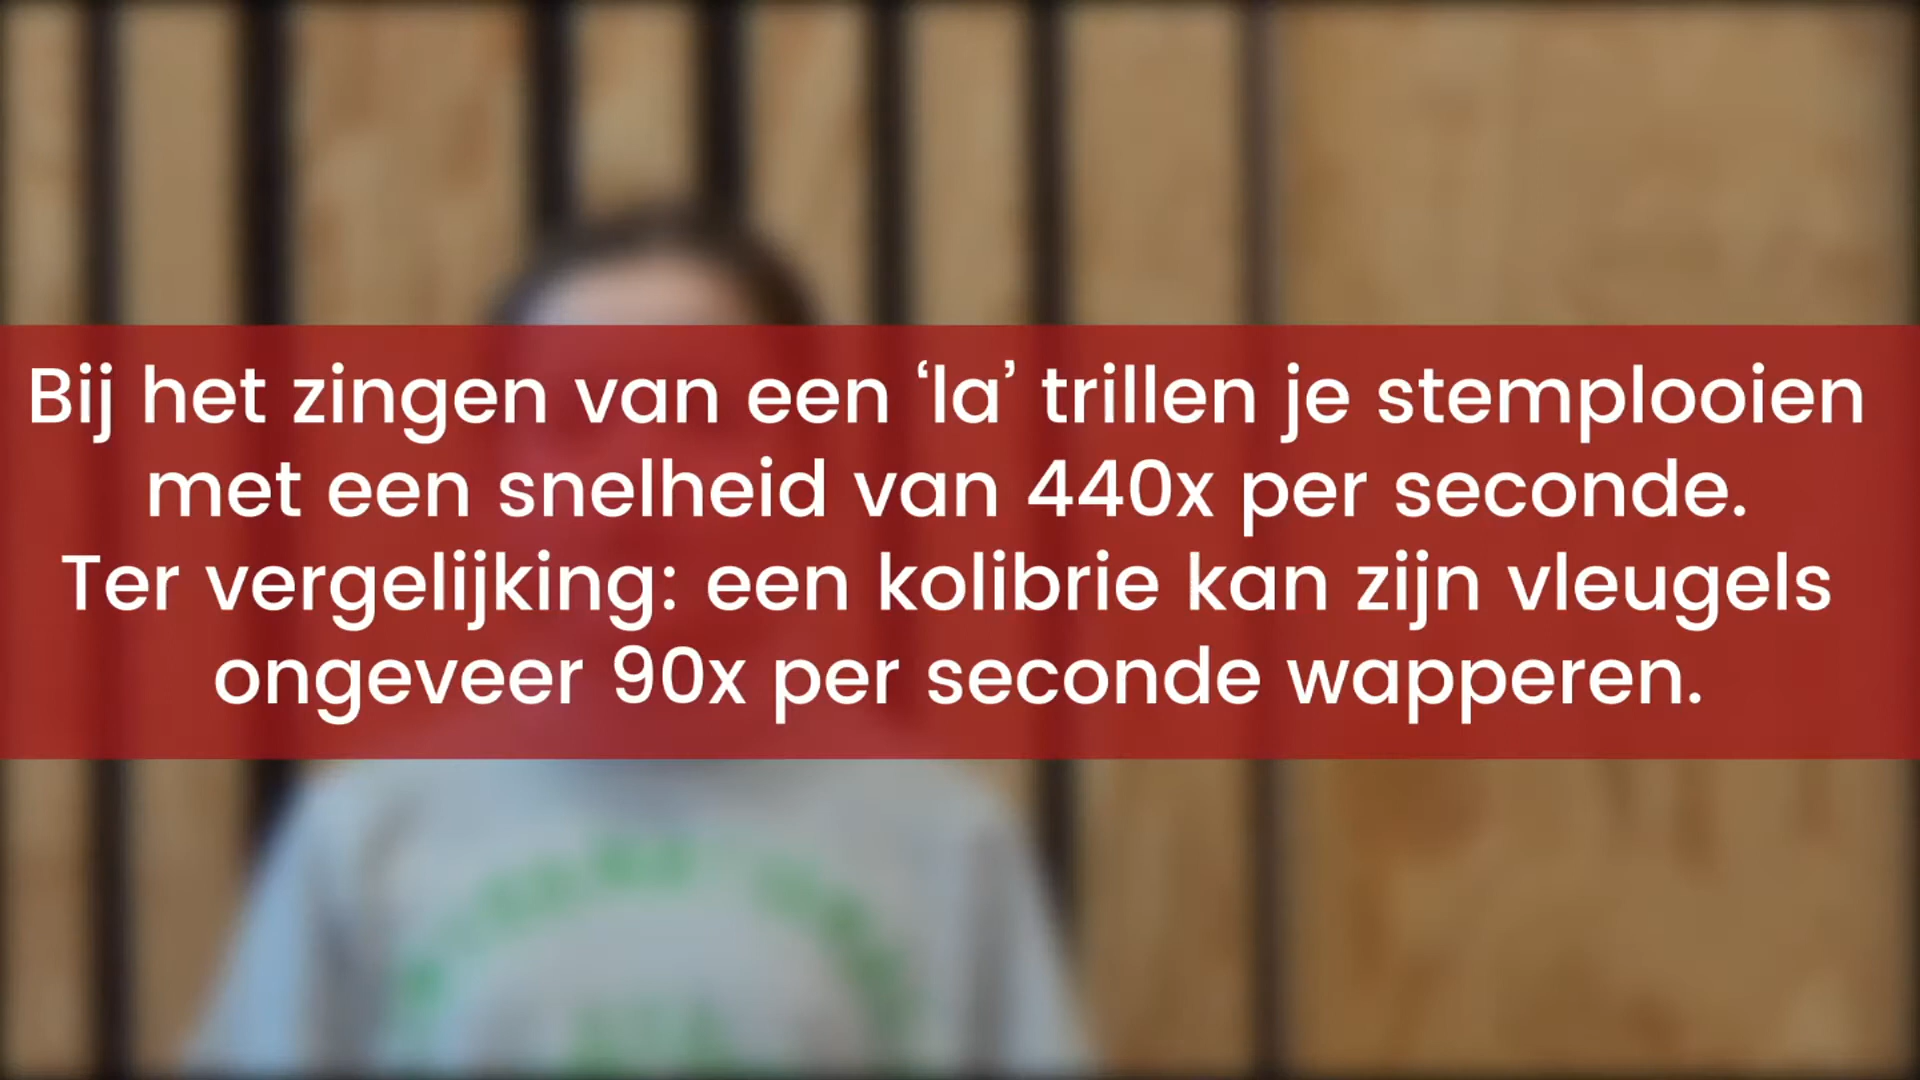 Bij het zingen van een ‘la’ trillen je stemplooien
met een snelheid van 440x per seconde.
Ter vergelijking: een kolibrie kan zijn vleugels
ongeveer 90x per seconde wapperen.